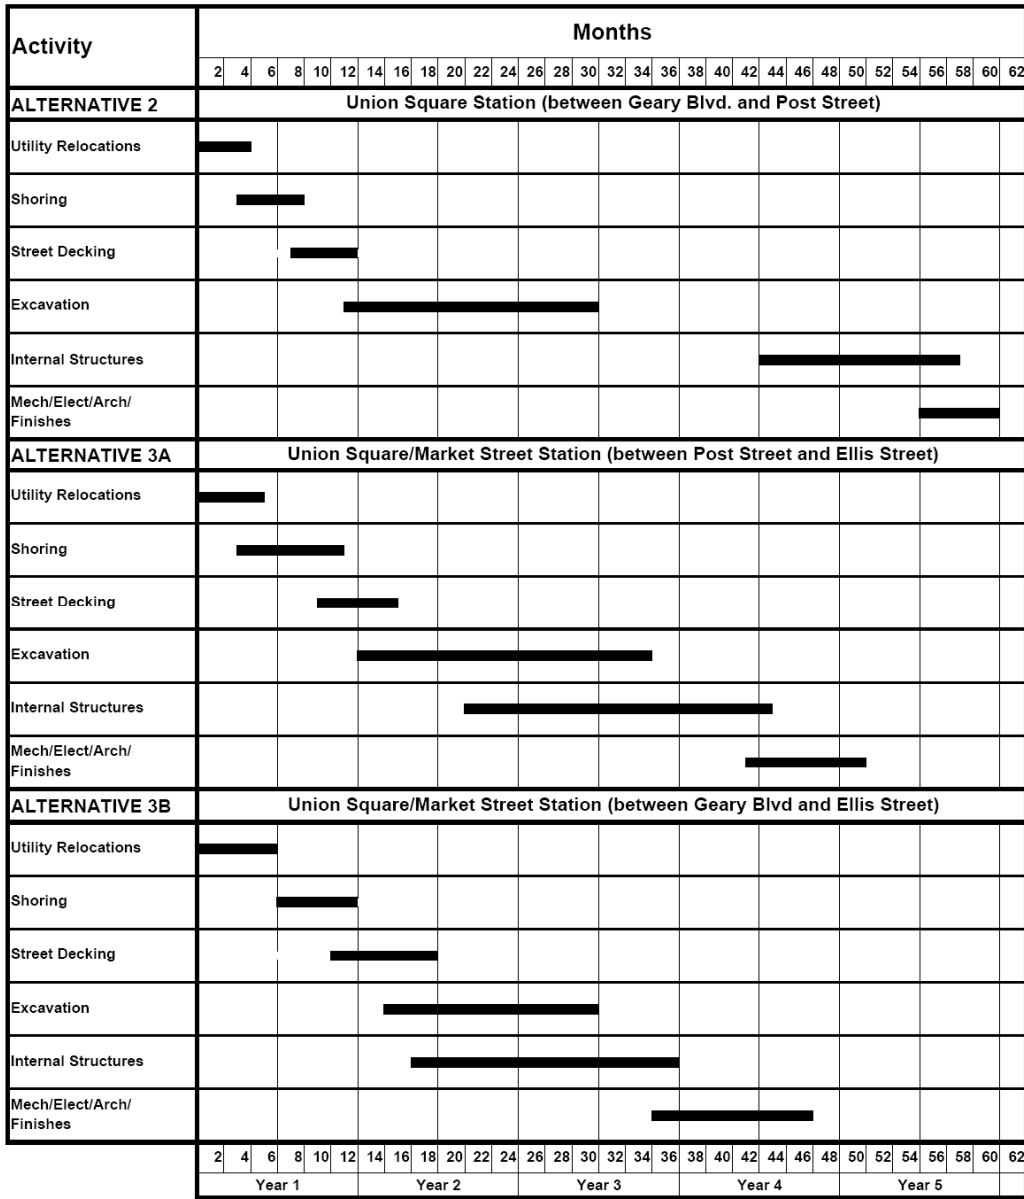 Activity
Months
2 4 6 8 10 12 14 16 18 20 22 24 26 28 30 32 34 36 38 40 42 44 46 48 50 52 54 56 58 60 62
ALTERNATIVE 2
Union Square Station (between Geary Blvd. and Post Street)
Utility Relocations
Shoring
Street Decking
Excavation
Internal Structures
Mech/Elect/Arch/
Finishes
ALTERNATIVE 3A
Union Square/Market Street Station (between Post Street and Ellis Street)
Utility Relocations
Shoring
Street Decking
Excavation
Internal Structures
Mech/Elect/Arch/
Finishes
ALTERNATIVE 3B
Union Square/Market Street Station (between Geary Blvd and Ellis Street)
Utility Relocations
Shoring
Street Decking
Excavation
Internal Structures
Mech/Elect/Arch/
Finishes
2 4 6 8 10 12 14 16 18 20 22 24 26 28 30 32 34 36 38 40 42 44 46 48 50 52 54 56 58 60 62
Year 1 Year 2 Year 3 Year 4 Year 5